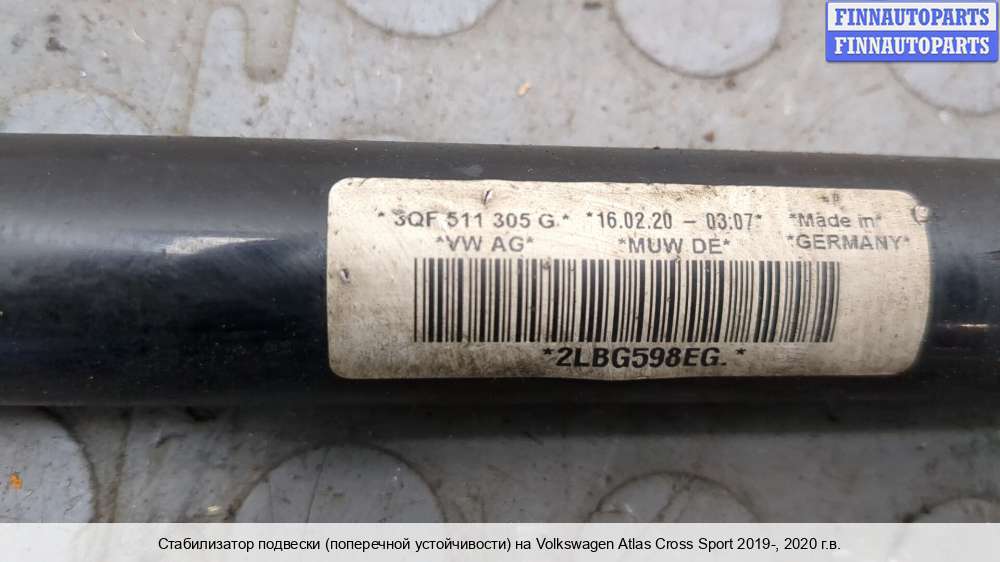 FINNAUTOPARTS
FINNAUTOPARTS
*3QF 511 305 G.* *16.02.20 - 03:07* *Made in*
*VW AG* *MUW DE* *GERMANY*
*2LBG598EG. *
Стабилизатор подвески (поперечной устойчивости) на Volkswagen Atlas Cross Sport 2019-, 2020 г.в.